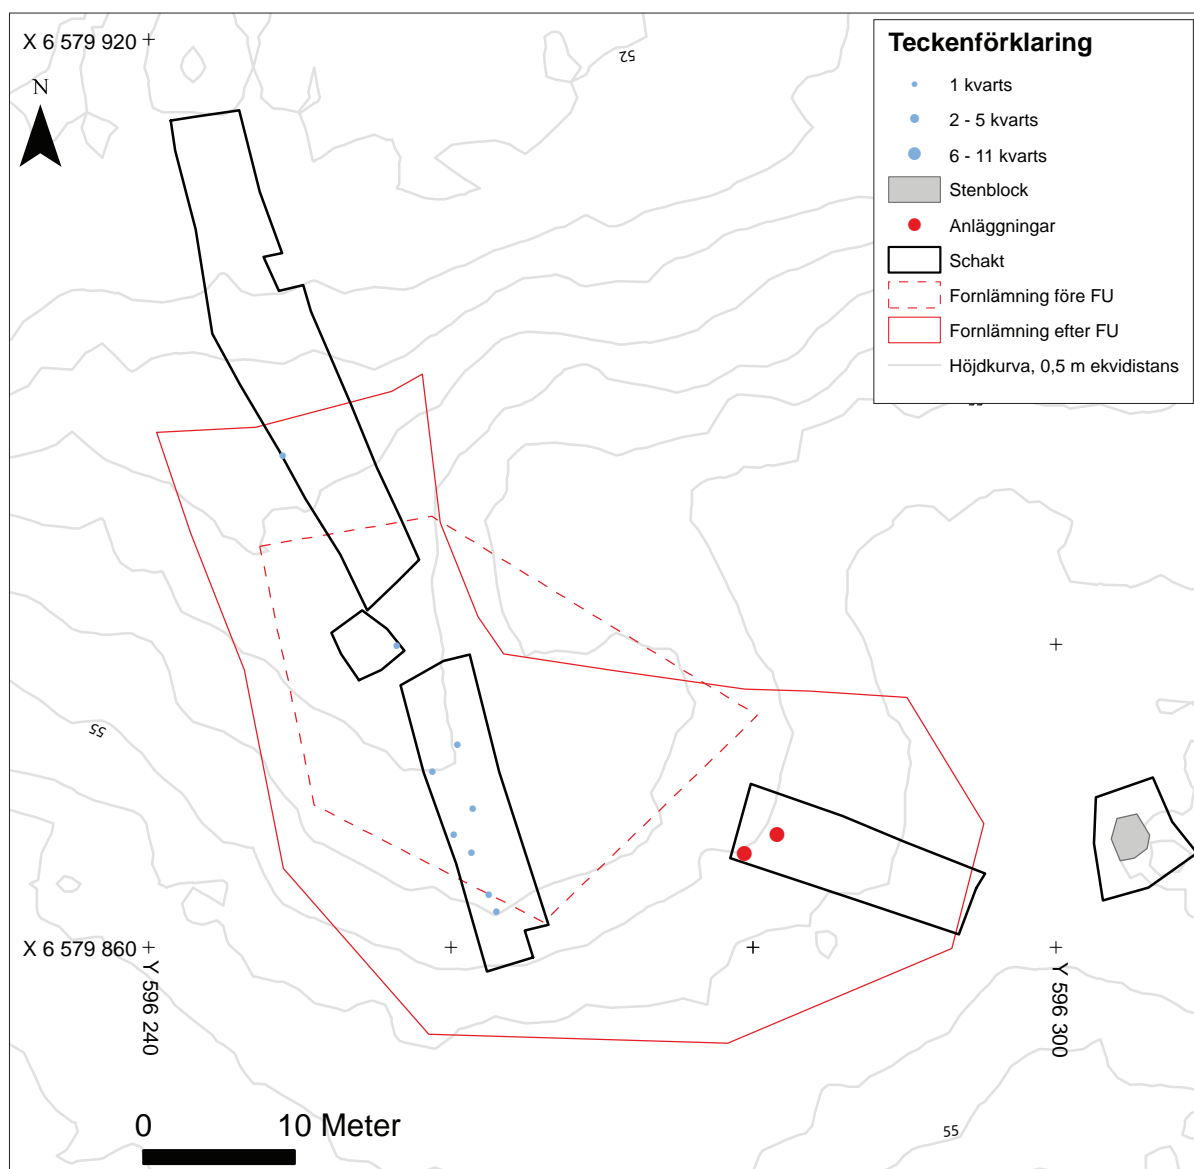 X 6 579 920
N
52
Teckenförklaring
1 kvarts
2 - 5 kvarts
6 - 11 kvarts
Stenblock
Anläggningar
Schakt
Fornlämning före FU
Fornlämning efter FU
Höjdkurva, 0,5 m ekvidistans
55
X 6 579 860
Y 596 240
Y 596 300
0 10 Meter
55